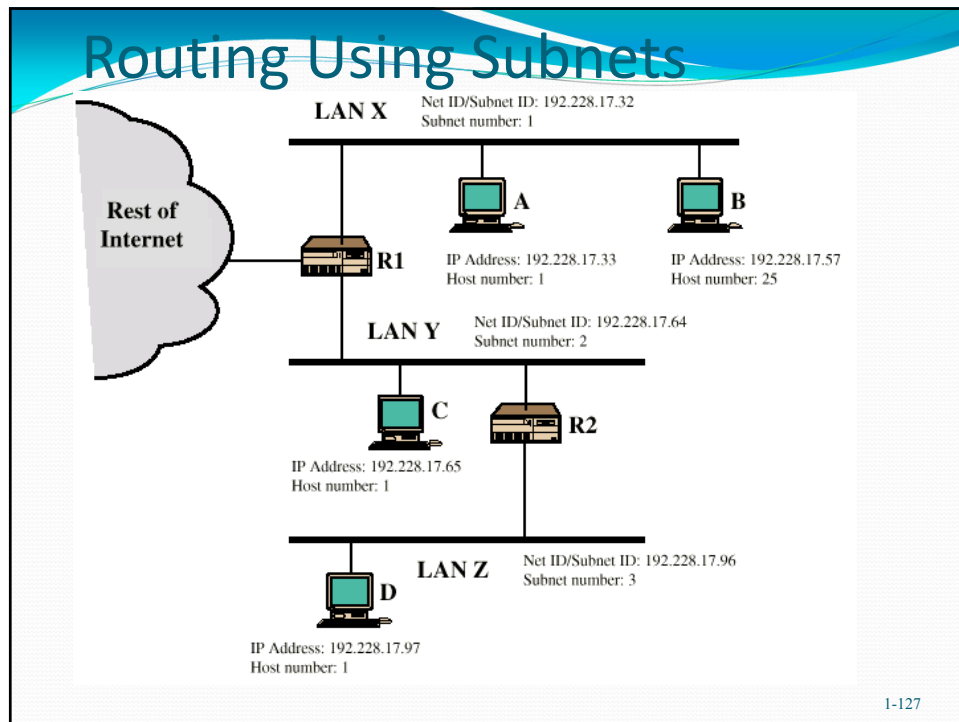 Routing Using Subnets
LAN X
Net ID/Subnet ID: 192.228.17.32
Subnet number: 1
Rest of
Internet
A
B
R1
IP Address: 192.228.17.33
Host number: 1
IP Address: 192.228.17.57
Host number: 25
LAN Y
Net ID/Subnet ID: 192.228.17.64
Subnet number: 2
C
R2
IP Address: 192.228.17.65
Host number: 1
LAN Z
Net ID/Subnet ID: 192.228.17.96
Subnet number: 3
D
IP Address: 192.228.17.97
Host number: 1
1-127